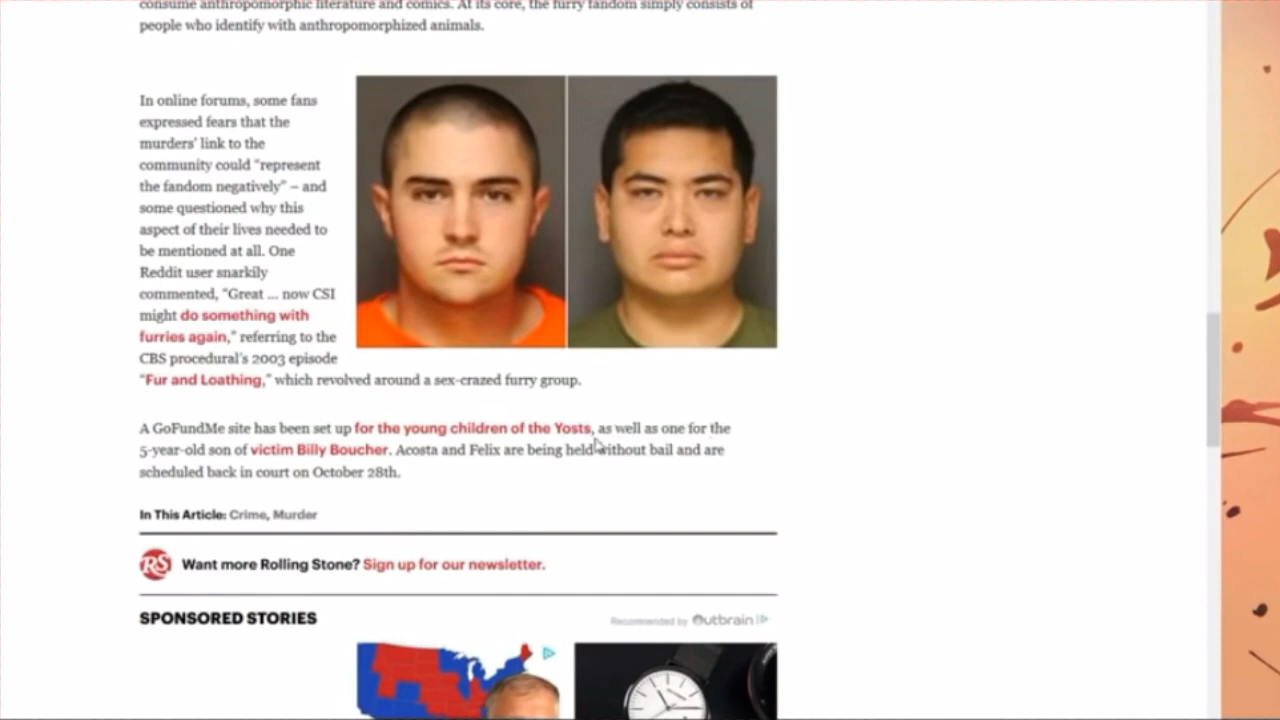 consume anthropomorphic literature and comics. At its core, the furry fandom simply consists of
people who identify with anthropomorphized animals.
In online forums, some fans
expressed fears that the
murders' link to the
community could “represent
the fandom negatively” – and
some questioned why this
aspect of their lives needed to
be mentioned at all. One
Reddit user snarkily
commented, “Great ... now CSI
might do something with
furries again,” referring to the
CBS procedural's 2003 episode
“Fur and Loathing,” which revolved around a sex-crazed furry group.
A GoFundMe site has been set up for the young children of the Yosts, as well as one for the
5-year-old son of victim Billy Boucher. Acosta and Felix are being held without bail and are
scheduled back in court on October 28th.
In This Article: Crime, Murder
RS Want more Rolling Stone? Sign up for our newsletter.
SPONSORED STORIES
Recommended by Outbrain